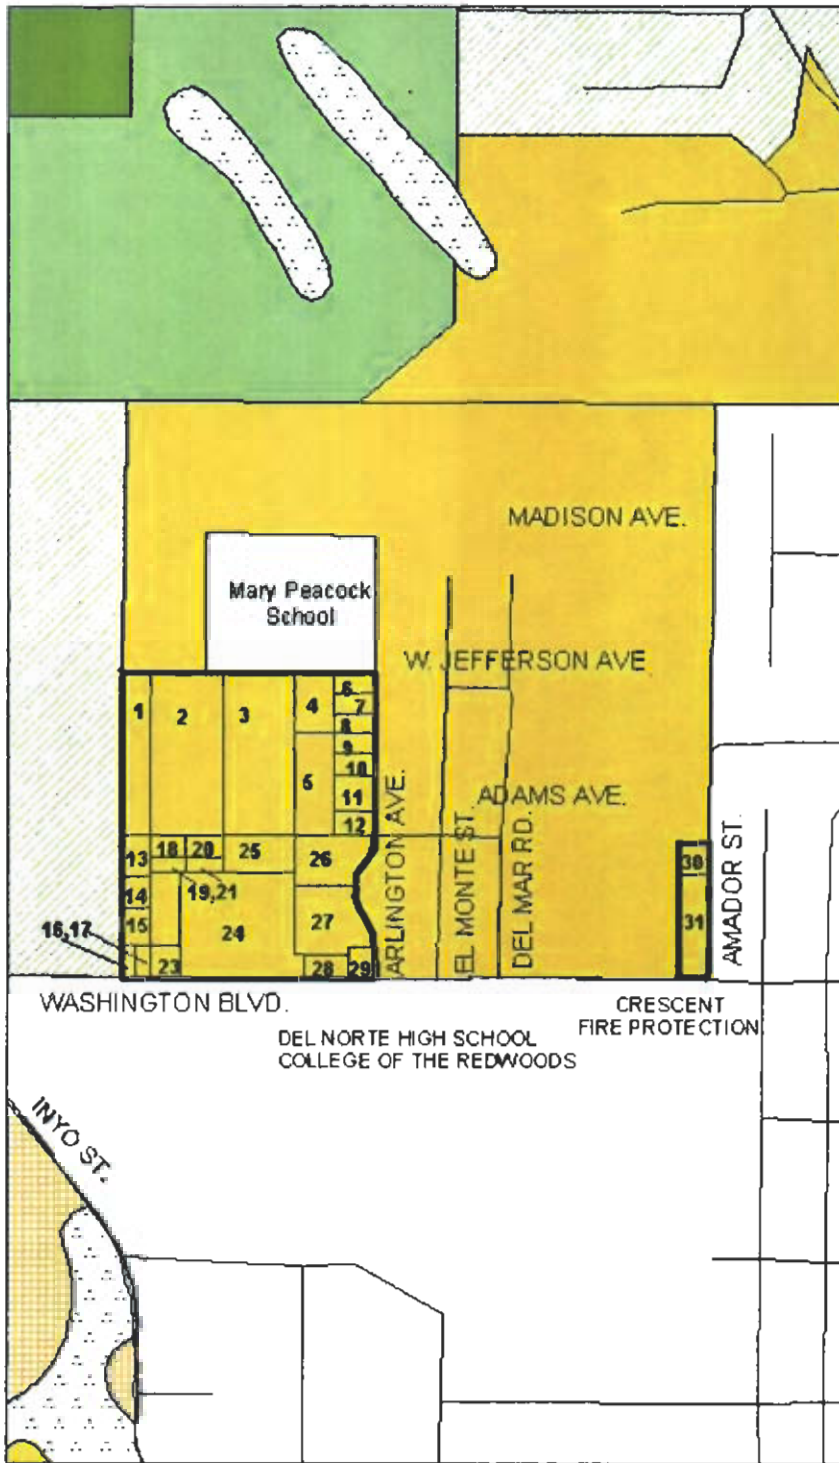 MADISON AVE.
Mary Peacock
School
W. JEFFERSON AVE
1
2
3
4
6
7
8
9
5
10
11
12
ADAMS AVE.
ARLINGTON AVE.
EL MONTE ST.
DEL MAR RD.
AMADOR ST.
13
18
20
25
26
30
14
19,21
31
15
24
27
16,17
23
28
29
WASHINGTON BLVD.
CRESCENT
FIRE PROTECTION
DEL NORTE HIGH SCHOOL
COLLEGE OF THE REDWOODS
INYO ST.